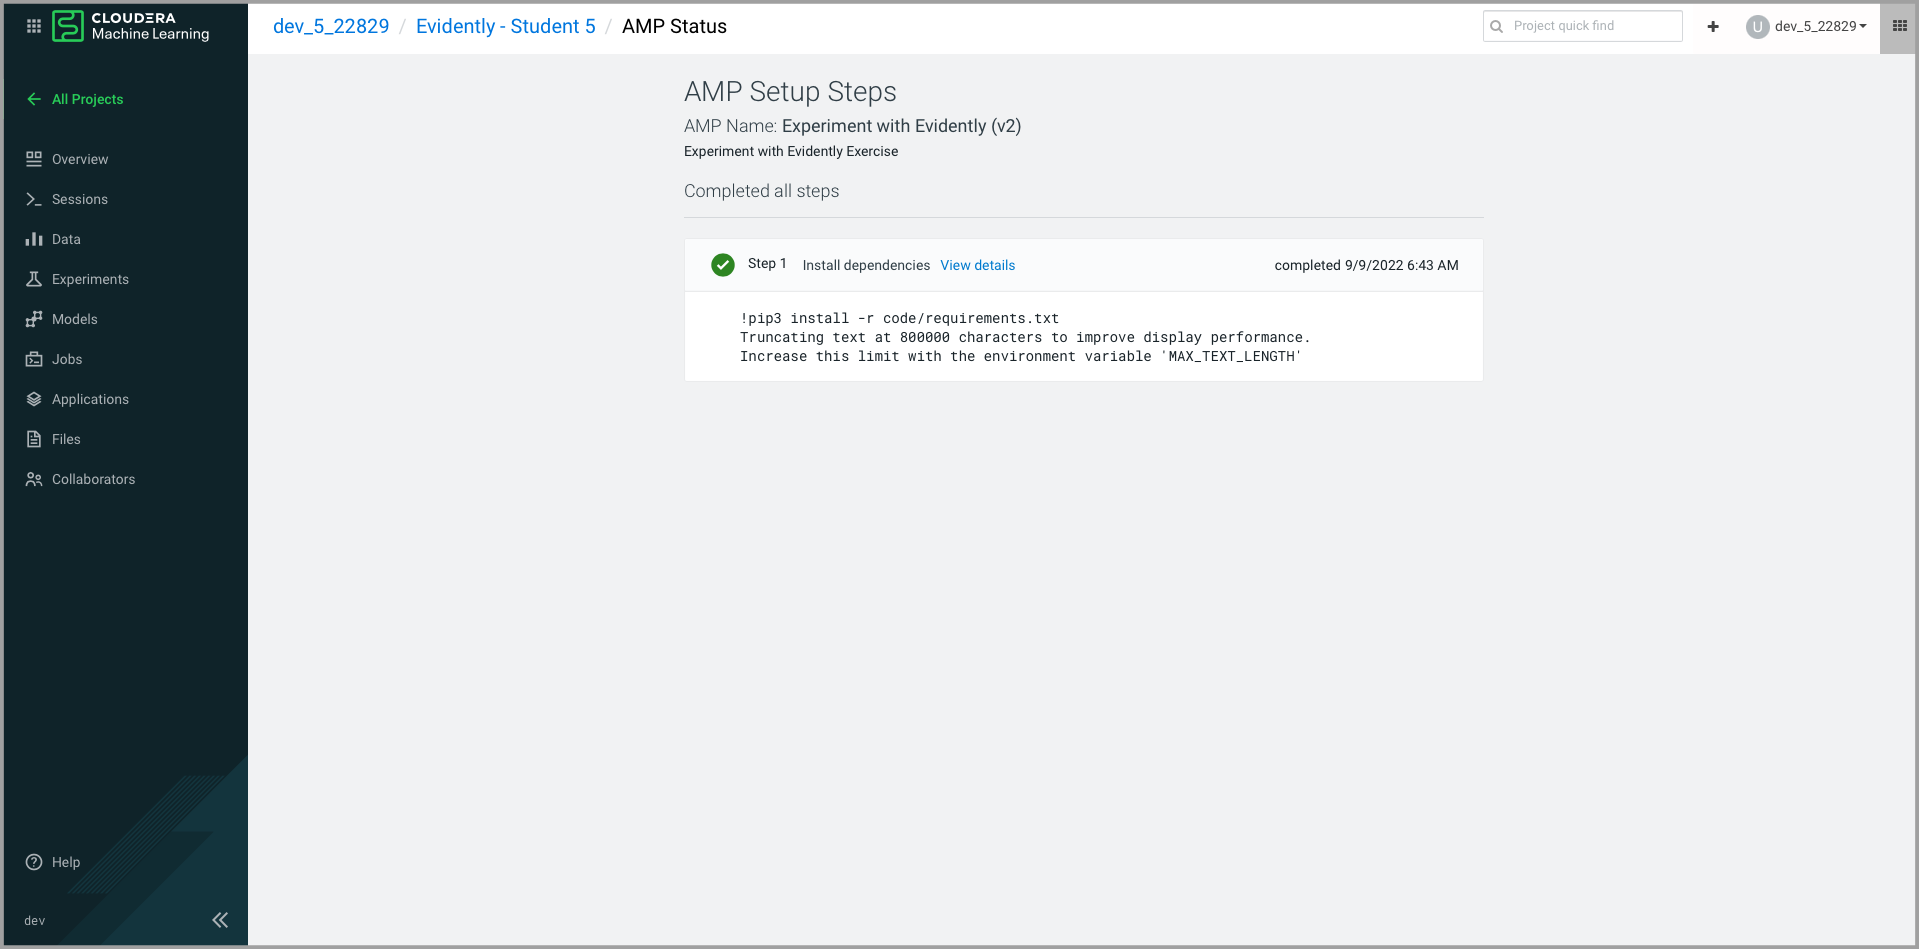 CLOUDERA
Machine Learning
All Projects
Overview
Sessions
Data
Experiments
Models
Jobs
Applications
Files
Collaborators
Help
dev
dev_5_22829 / Evidently - Student 5 / AMP Status
Project quick find
U dev_5_22829
AMP Setup Steps
AMP Name: Experiment with Evidently (v2)
Experiment with Evidently Exercise
Completed all steps
Step 1 Install dependencies View details completed 9/9/2022 6:43 AM
!pip3 install -r code/requirements.txt
Truncating text at 800000 characters to improve display performance.
Increase this limit with the environment variable 'MAX_TEXT_LENGTH'